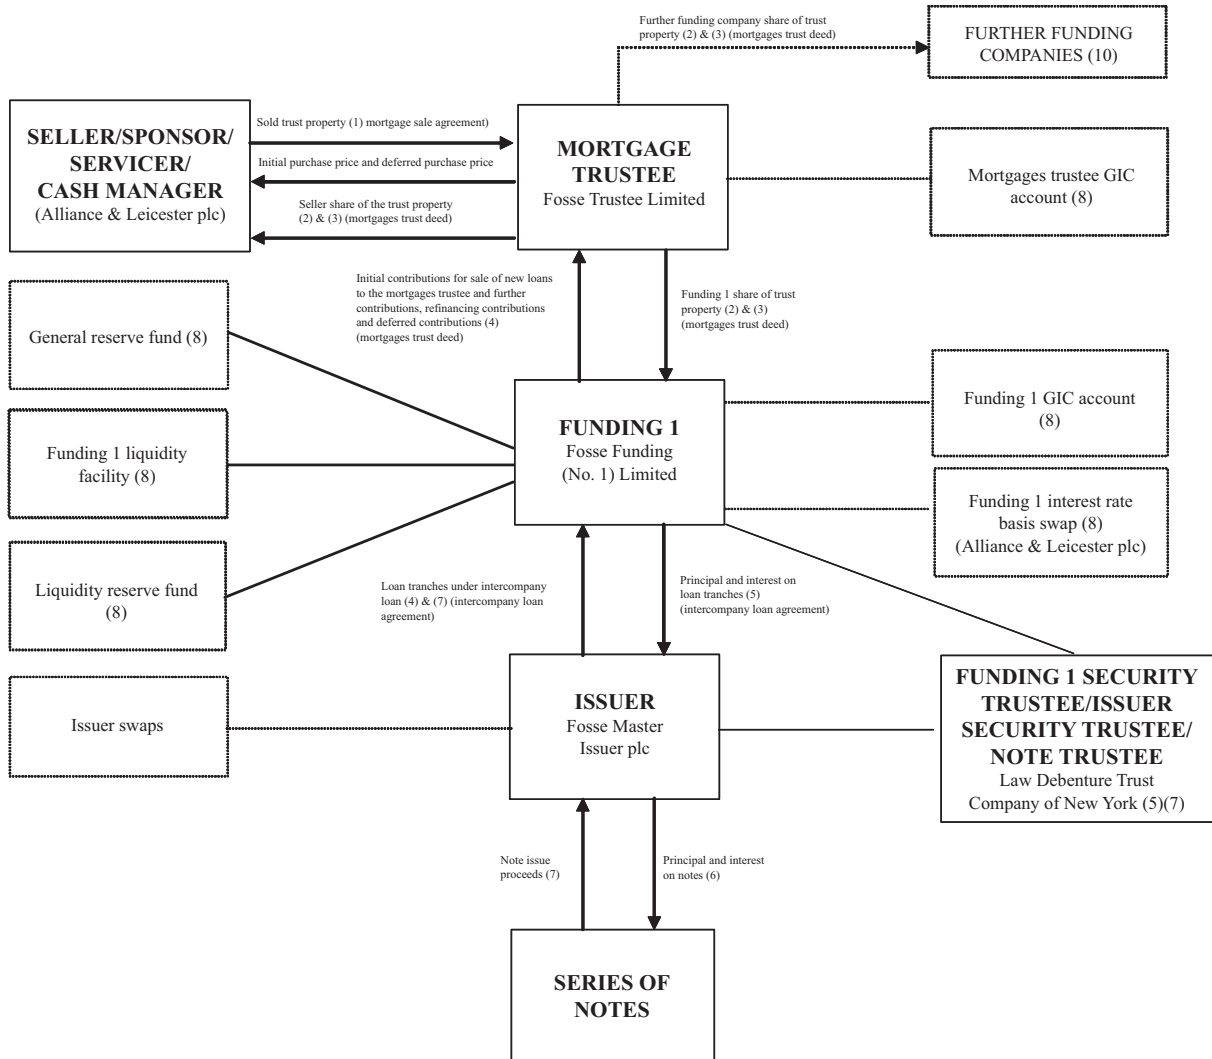 Further funding company share of trust
property (2) & (3) (mortgages trust deed)
FURTHER FUNDING
COMPANIES (10)
SELLER/SPONSOR/
SERVICER/
CASH MANAGER
(Alliance & Leicester plc)
Sold trust property (1) mortgage sale agreement)
Initial purchase price and deferred purchase price
Seller share of the trust property
(2) & (3) (mortgages trust deed)
MORTGAGE
TRUSTEE
Fosse Trustee Limited
Mortgages trustee GIC
account (8)
Initial contributions for sale of new loans
to the mortgages trustee and further
contributions, refinancing contributions
and deferred contributions (4)
(mortgages trust deed)
Funding 1 share of trust
property (2) & (3)
(mortgages trust deed)
General reserve fund (8)
Funding 1 liquidity
facility (8)
Liquidity reserve fund
(8)
FUNDING 1
Fosse Funding
(No. 1) Limited
Funding 1 GIC account
(8)
Funding 1 interest rate
basis swap (8)
(Alliance & Leicester plc)
Loan tranches under intercompany
loan (4) & (7) (intercompany loan
agreement)
Principal and interest on
loan tranches (5)
(intercompany loan agreement)
Issuer swaps
ISSUER
Fosse Master
Issuer plc
FUNDING 1 SECURITY
TRUSTEE/ISSUER
SECURITY TRUSTEE/
NOTE TRUSTEE
Law Debenture Trust
Company of New York (5)(7)
Note issue
proceeds (7)
Principal and interest
on notes (6)
SERIES OF
NOTES